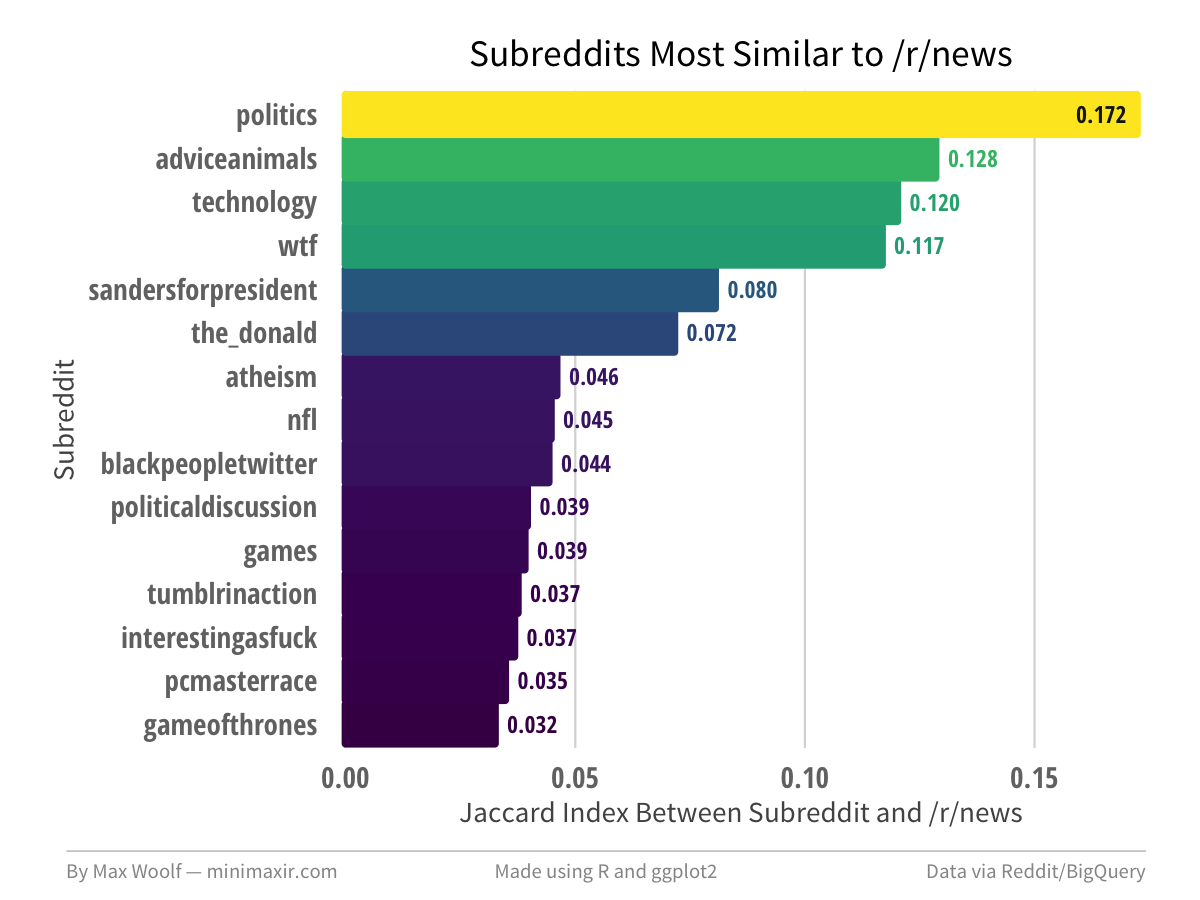 Subreddits Most Similar to /r/news
politics 0.172
adviceanimals 0.128
technology 0.120
wtf 0.117
sandersforpresident 0.080
the_donald 0.072
atheism 0.046
nfl 0.045
blackpeopletwitter 0.044
politicaldiscussion 0.039
games 0.039
tumblrinaction 0.037
interestingasfuck 0.037
pcmasterrace 0.035
gameofthrones 0.032
Subreddit
0.00 0.05 0.10 0.15
Jaccard Index Between Subreddit and /r/news
By Max Woolf — minimaxir.com Made using R and ggplot2 Data via Reddit/BigQuery